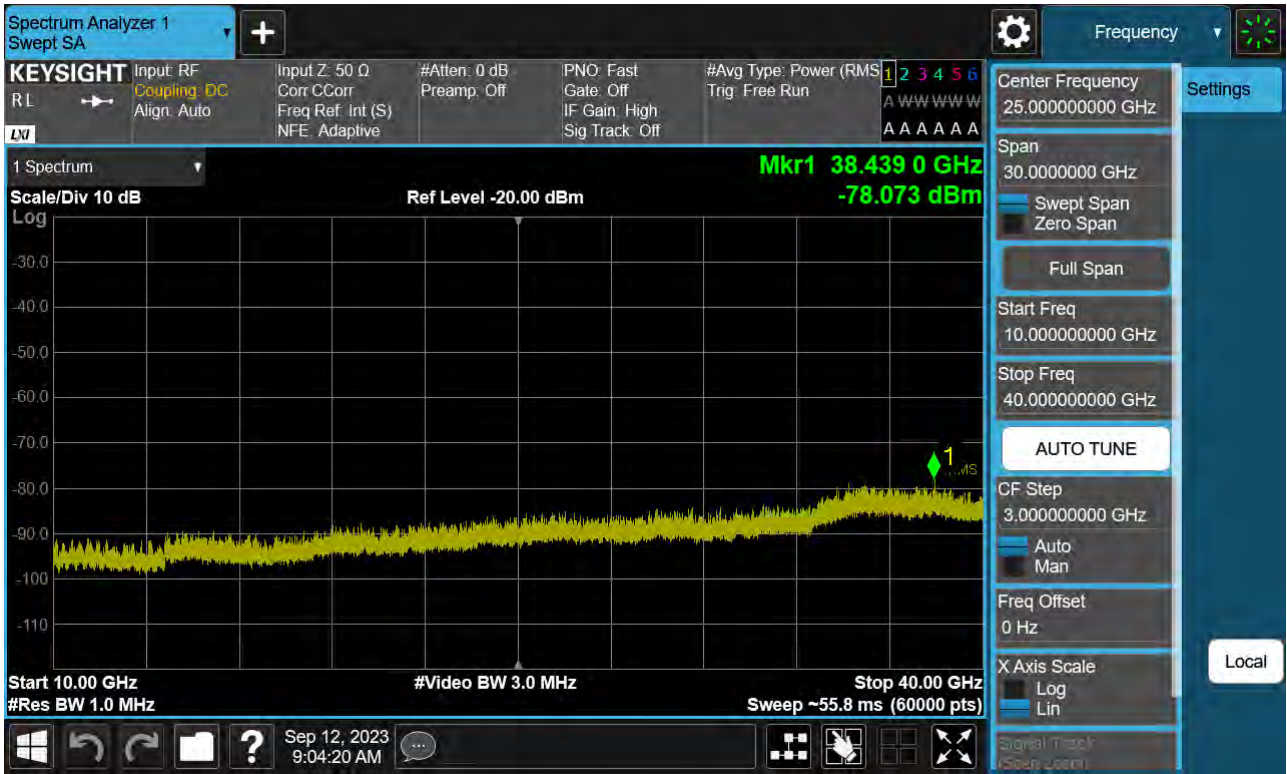 Spectrum Analyzer 1
Swept SA
Frequency
KEYSIGHT
RL
LXI
Input: RF
Coupling: DC
Align: Auto
Input Z: 50 Ω
Corr CCorr
Freq Ref: Int (S)
NFE: Adaptive
#Atten: 0 dB
Preamp: Off
PNO: Fast
Gate: Off
IF Gain: High
Sig Track: Off
#Avg Type: Power (RMS
Trig: Free Run
1 2 3 4 5 6
A W W W W W
A A A A A A
1 Spectrum
Scale/Div 10 dB
Log
Ref Level -20.00 dBm
Mkr1 38.439 0 GHz
-78.073 dBm
-30.0
-40.0
-50.0
-60.0
-70.0
1
-80.0
-90.0
-100
-110
Start 10.00 GHz
#Video BW 3.0 MHz
Stop 40.00 GHz
#Res BW 1.0 MHz
Sweep ~55.8 ms (60000 pts)
Sep 12, 2023
9:04:20 AM
Center Frequency
25.000000000 GHz
Settings
Span
30.0000000 GHz
Swept Span
Zero Span
Full Span
Start Freq
10.000000000 GHz
Stop Freq
40.000000000 GHz
AUTO TUNE
CF Step
3.000000000 GHz
Auto
Man
Freq Offset
0 Hz
X Axis Scale
Log
Lin
Local
Signal Track
(Span Zoom)